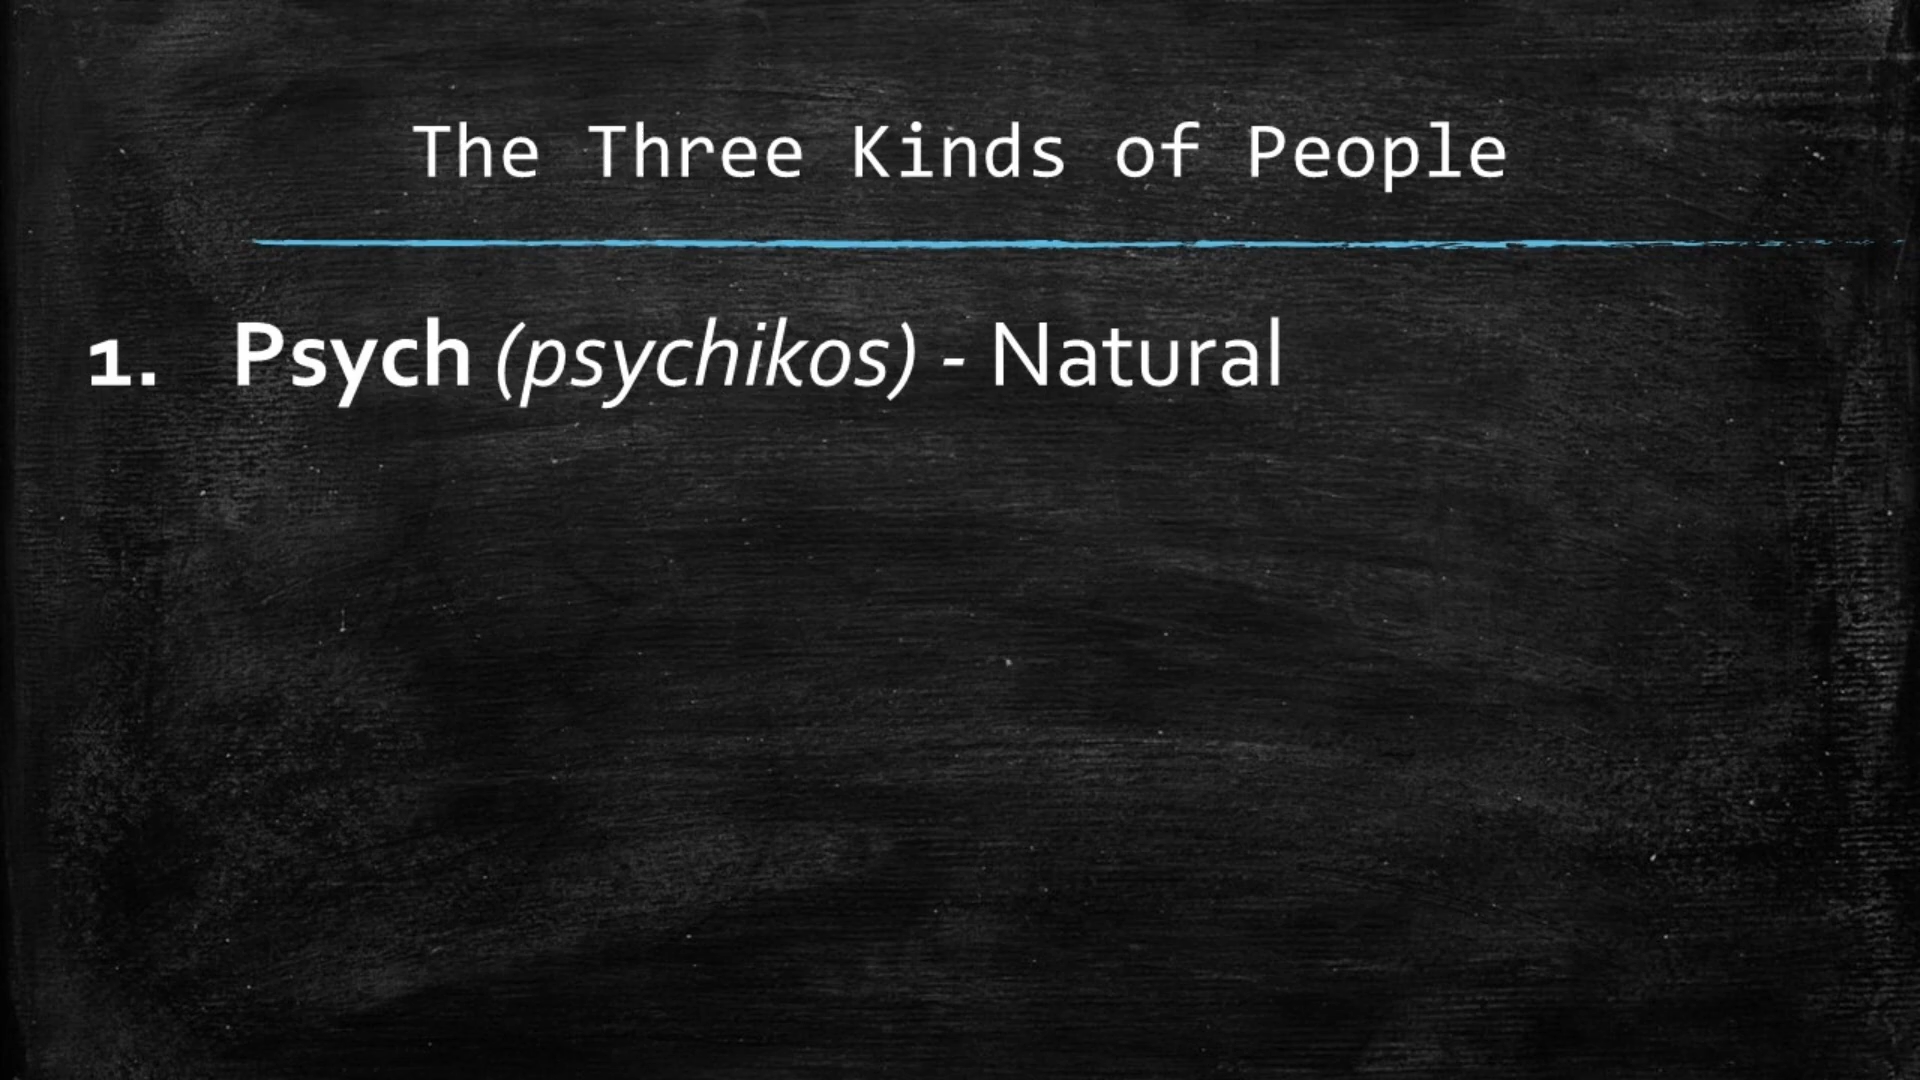 The Three Kinds of People
1. Psych (psychikos) - Natural